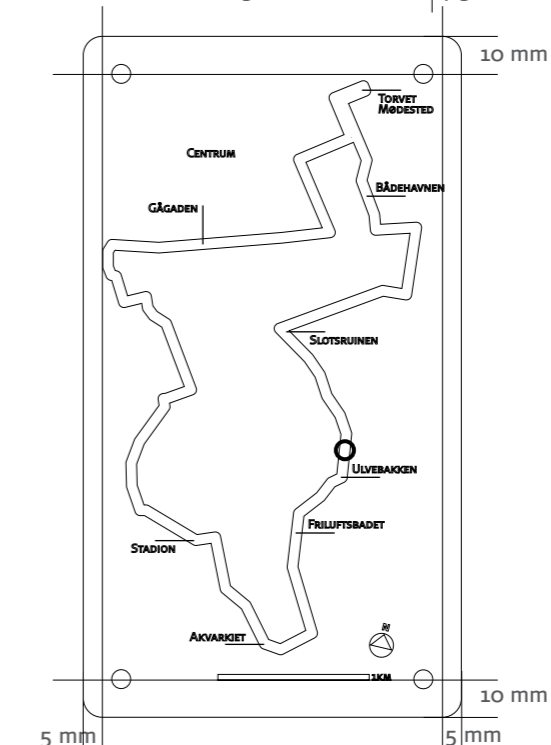 10 mm
Torvet
Mødested
Centrum
Bådehavnen
Gågaden
Slotsruinen
Ulvebakken
Friluftsbadet
Stadion
Akvarkiet
N
1km
10 mm
5 mm
5 mm